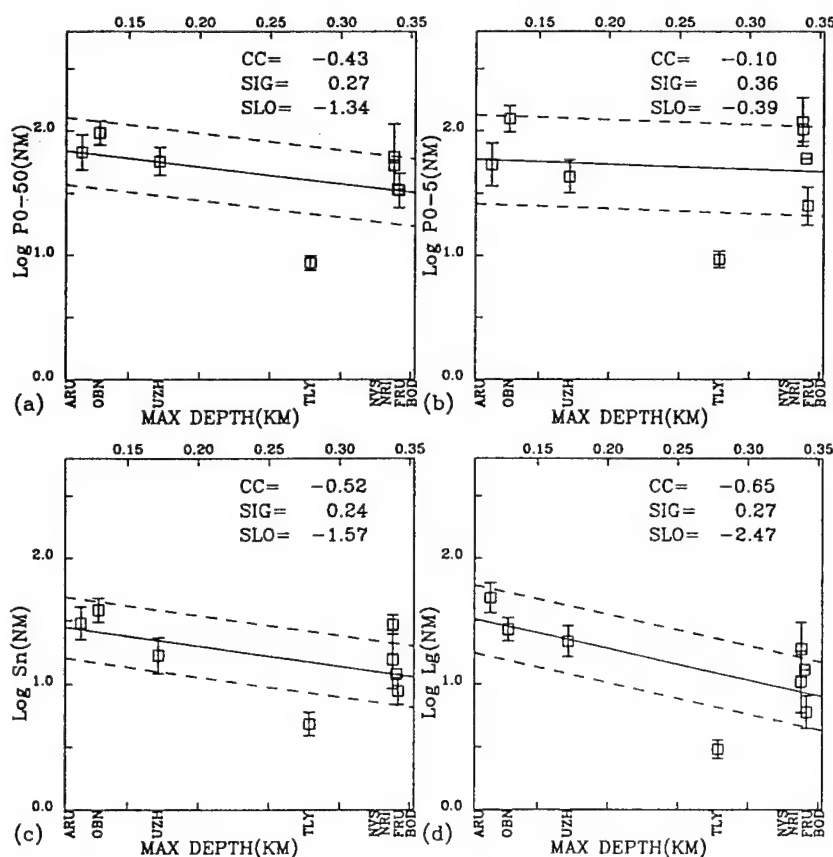 0.15 0.20 0.25 0.30 0.35
CC= -0.43
SIG= 0.27
SLO= -1.34
2.0
1.0
0.0
Log P0-50(NM)
ARU OBN UZH TLY NVS NRI FRU BOD
(a) MAX DEPTH(KM)
0.15 0.20 0.25 0.30 0.35
CC= -0.10
SIG= 0.36
SLO= -0.39
2.0
1.0
0.0
Log P0-5(NM)
ARU OBN UZH TLY NVS NRI FRU BOD
(b) MAX DEPTH(KM)
0.15 0.20 0.25 0.30 0.35
CC= -0.52
SIG= 0.24
SLO= -1.57
2.0
1.0
0.0
Log Sn(NM)
ARU OBN UZH TLY NVS NRI FRU BOD
(c) MAX DEPTH(KM)
0.15 0.20 0.25 0.30 0.35
CC= -0.65
SIG= 0.27
SLO= -2.47
2.0
1.0
0.0
Log Lg(NM)
ARU OBN UZH TLY NVS NRI FRU BOD
(d) MAX DEPTH(KM)